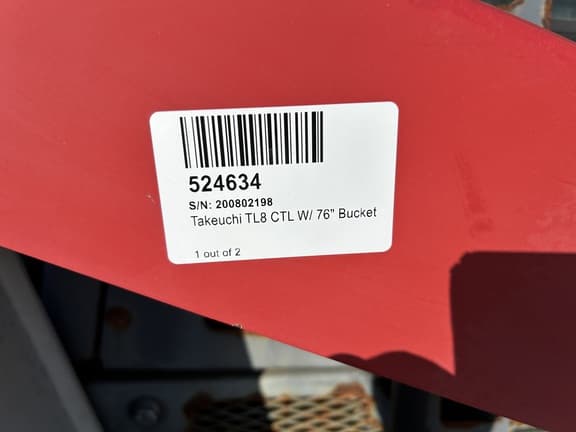 524634
S/N: 200802198
Takeuchi TL8 CTL W/ 76" Bucket
1 out of 2